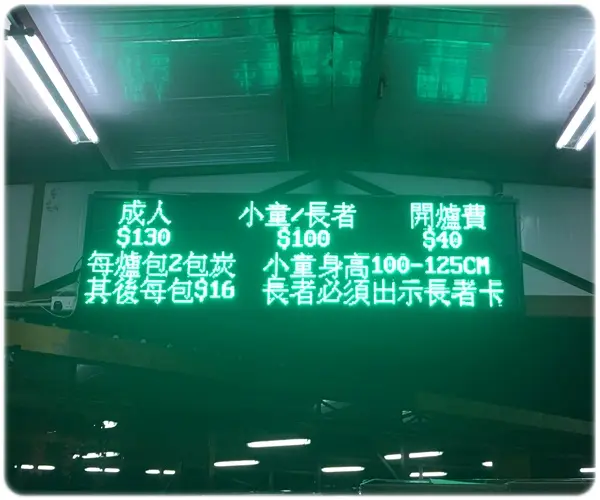 成人 小童/長者 開爐費
$130 $100 $40
每爐包2包炭 小童身高100-125CM
其後每包$16 長者必須出示長者卡